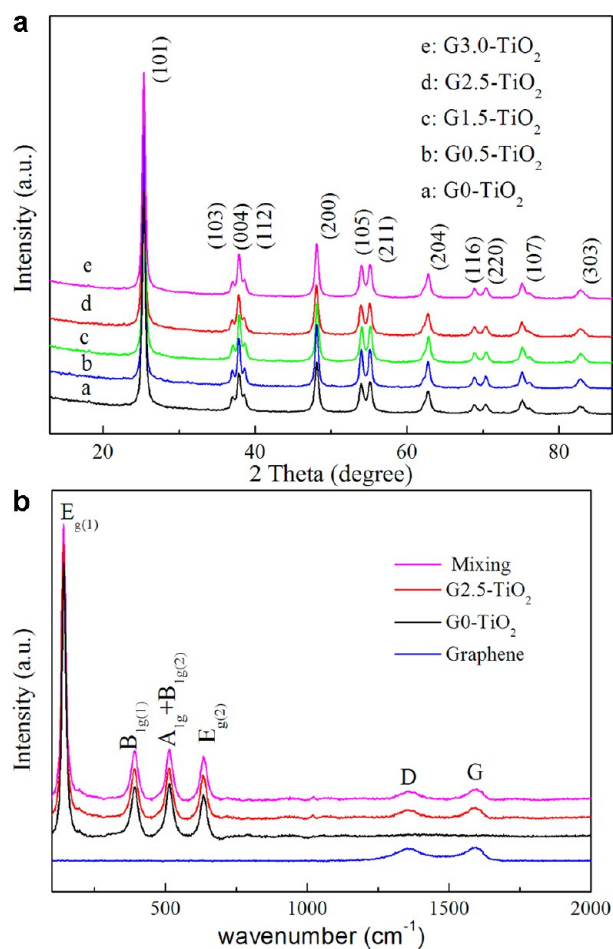 a
(101)
e: G3.0-TiO2
d: G2.5-TiO2
c: G1.5-TiO2
b: G0.5-TiO2
a: G0-TiO2
(103) (004) (112) (200) (105) (211) (204) (116) (220) (107) (303)
Intensity (a.u.)
e
d
c
b
a
20 40 60 80
2 Theta (degree)
b
Eg(1)
Mixing
G2.5-TiO2
G0-TiO2
Graphene
B1g(1) A1g+B1g(2) Eg(2)
D G
Intensity (a.u.)
500 1000 1500 2000
wavenumber (cm-1)